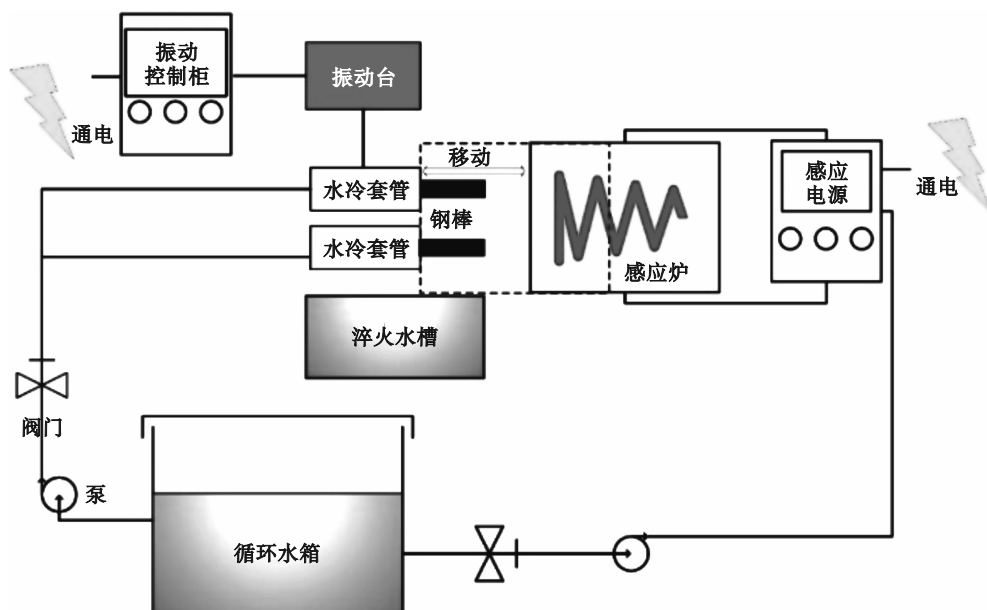 振动
控制柜
振动台
通电
移动
水冷套管
钢棒
水冷套管
感应
电源
通电
感应炉
淬火水槽
阀门
泵
循环水箱